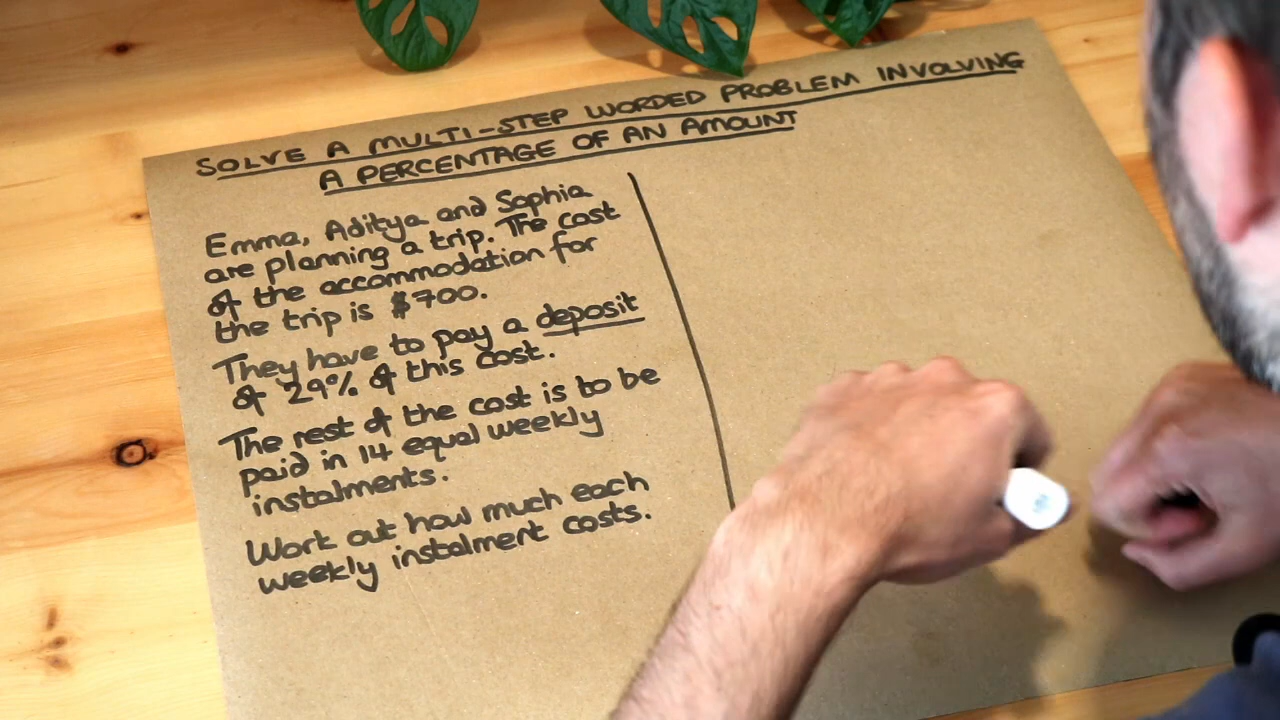 SOLVE A MULTI-STEP WORDED PROBLEM INVOLVING
A PERCENTAGE OF AN AMOUNT
Emma, Aditya and Sophia
are planning a trip. The cost
of the accommodation for
the trip is $700.
They have to pay a deposit
of 29% of this cost.
The rest of the cost is to be
paid in 14 equal weekly
instalments.
Work out how much each
weekly instalment costs.